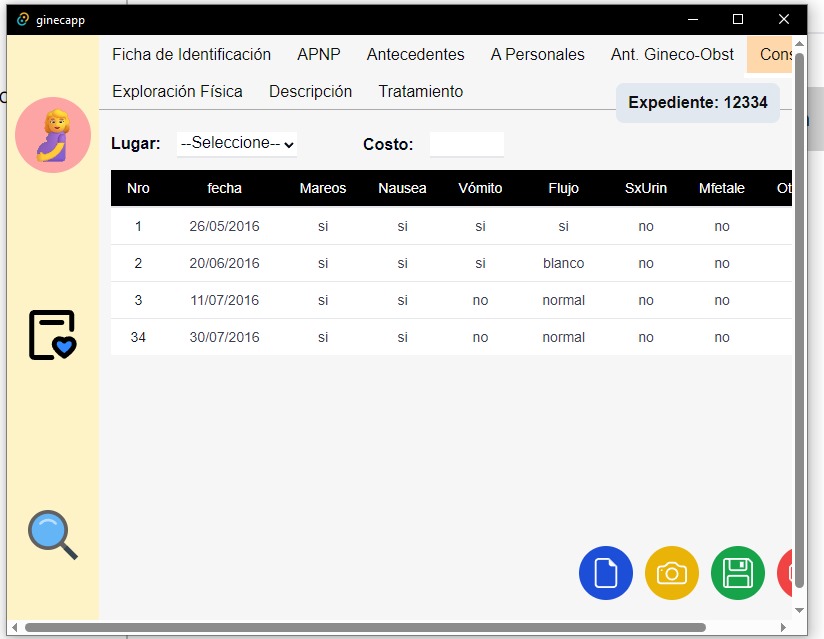 ginecapp
Ficha de Identificación APNP Antecedentes A Personales Ant. Gineco-Obst Cons
Exploración Física Descripción Tratamiento
Expediente: 12334
Lugar: --Seleccione-- Costo:
Nro fecha Mareos Nausea Vómito Flujo SxUrin Mfetale Ot
1 26/05/2016 si si si si no no
2 20/06/2016 si si si blanco no no
3 11/07/2016 si si no normal no no
34 30/07/2016 si si no normal no no